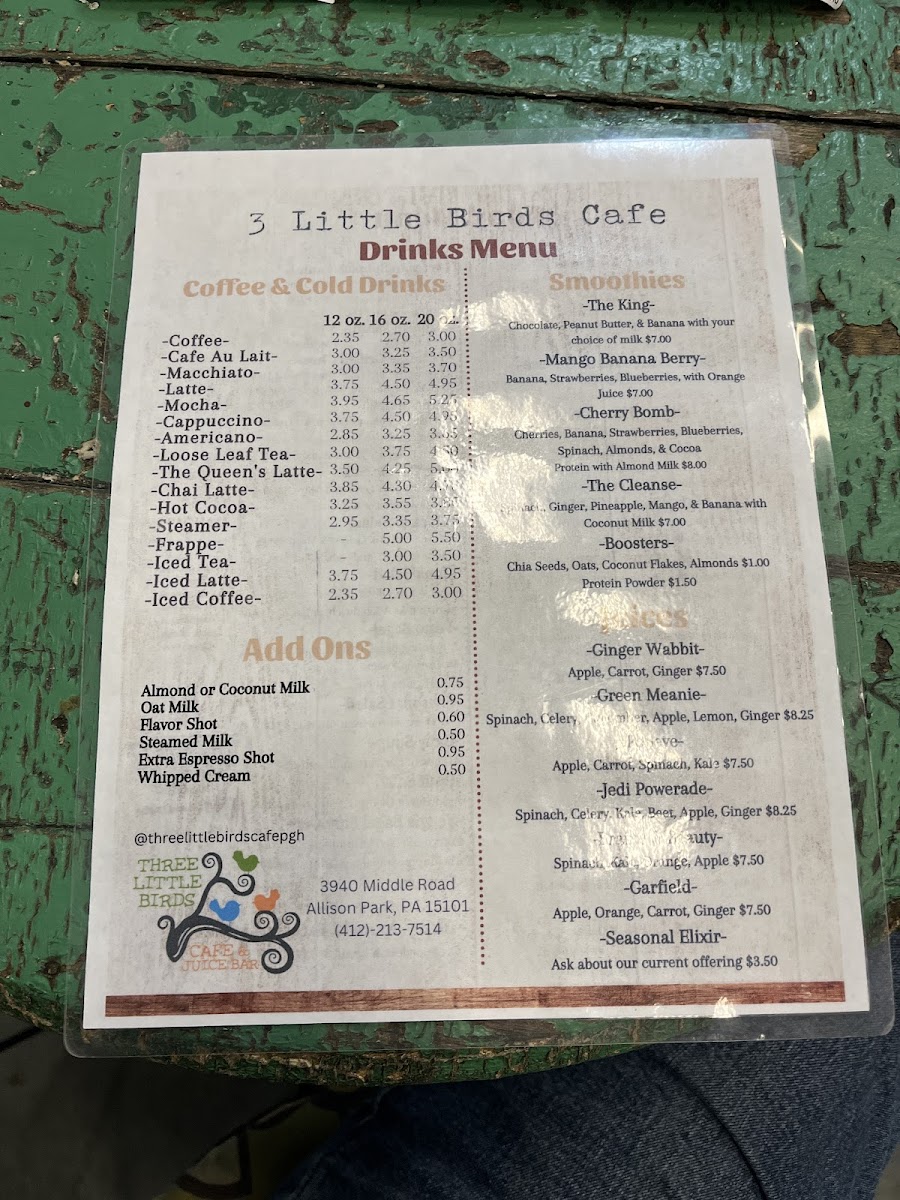 3 Little Birds Cafe
Drinks Menu
Coffee & Cold Drinks
12 oz. 16 oz. 20 oz.
-Coffee- 2.35 2.70 3.00
-Cafe Au Lait- 3.00 3.25 3.50
-Macchiato- 3.00 3.35 3.70
-Latte- 3.75 4.50 4.95
-Mocha- 3.95 4.65 5.25
-Cappuccino- 3.75 4.50 4.95
-Americano- 2.85 3.25
-Loose Leaf Tea- 3.00 3.75
-The Queen's Latte- 3.50 4.25
-Chai Latte- 3.85 4.30
-Hot Cocoa- 3.25 3.55
-Steamer- 2.95 3.35 3.75
-Frappe- - 5.00 5.50
-Iced Tea- - 3.00 3.50
-Iced Latte- 3.75 4.50 4.95
-Iced Coffee- 2.35 2.70 3.00
Add Ons
Almond or Coconut Milk 0.75
Oat Milk 0.95
Flavor Shot 0.60
Steamed Milk 0.50
Extra Espresso Shot 0.95
Whipped Cream 0.50
@threelittlebirdscafepgh
THREE
LITTLE
BIRDS
CAFE &
JUICE BAR
3940 Middle Road
Allison Park, PA 15101
(412)-213-7514
Smoothies
-The King-
Chocolate, Peanut Butter, & Banana with your
choice of milk $7.00
-Mango Banana Berry-
Banana, Strawberries, Blueberries, with Orange
Juice $7.00
-Cherry Bomb-
Cherries, Banana, Strawberries, Blueberries,
Spinach, Almonds, & Cocoa
Protein with Almond Milk $8.00
-The Cleanse-
Ginger, Pineapple, Mango, & Banana with
Coconut Milk $7.00
-Boosters-
Chia Seeds, Oats, Coconut Flakes, Almonds $1.00
Protein Powder $1.50
-Ginger Wabbit-
Apple, Carrot, Ginger $7.50
-Green Meanie-
Spinach, Celery, Apple, Lemon, Ginger $8.25
Apple, Carrot, Spinach, Kale $7.50
-Jedi Powerade-
Spinach, Celery, Kale, Beet, Apple, Ginger $8.25
Spinach, Kale, Orange, Apple $7.50
-Garfield-
Apple, Orange, Carrot, Ginger $7.50
-Seasonal Elixir-
Ask about our current offering $3.50